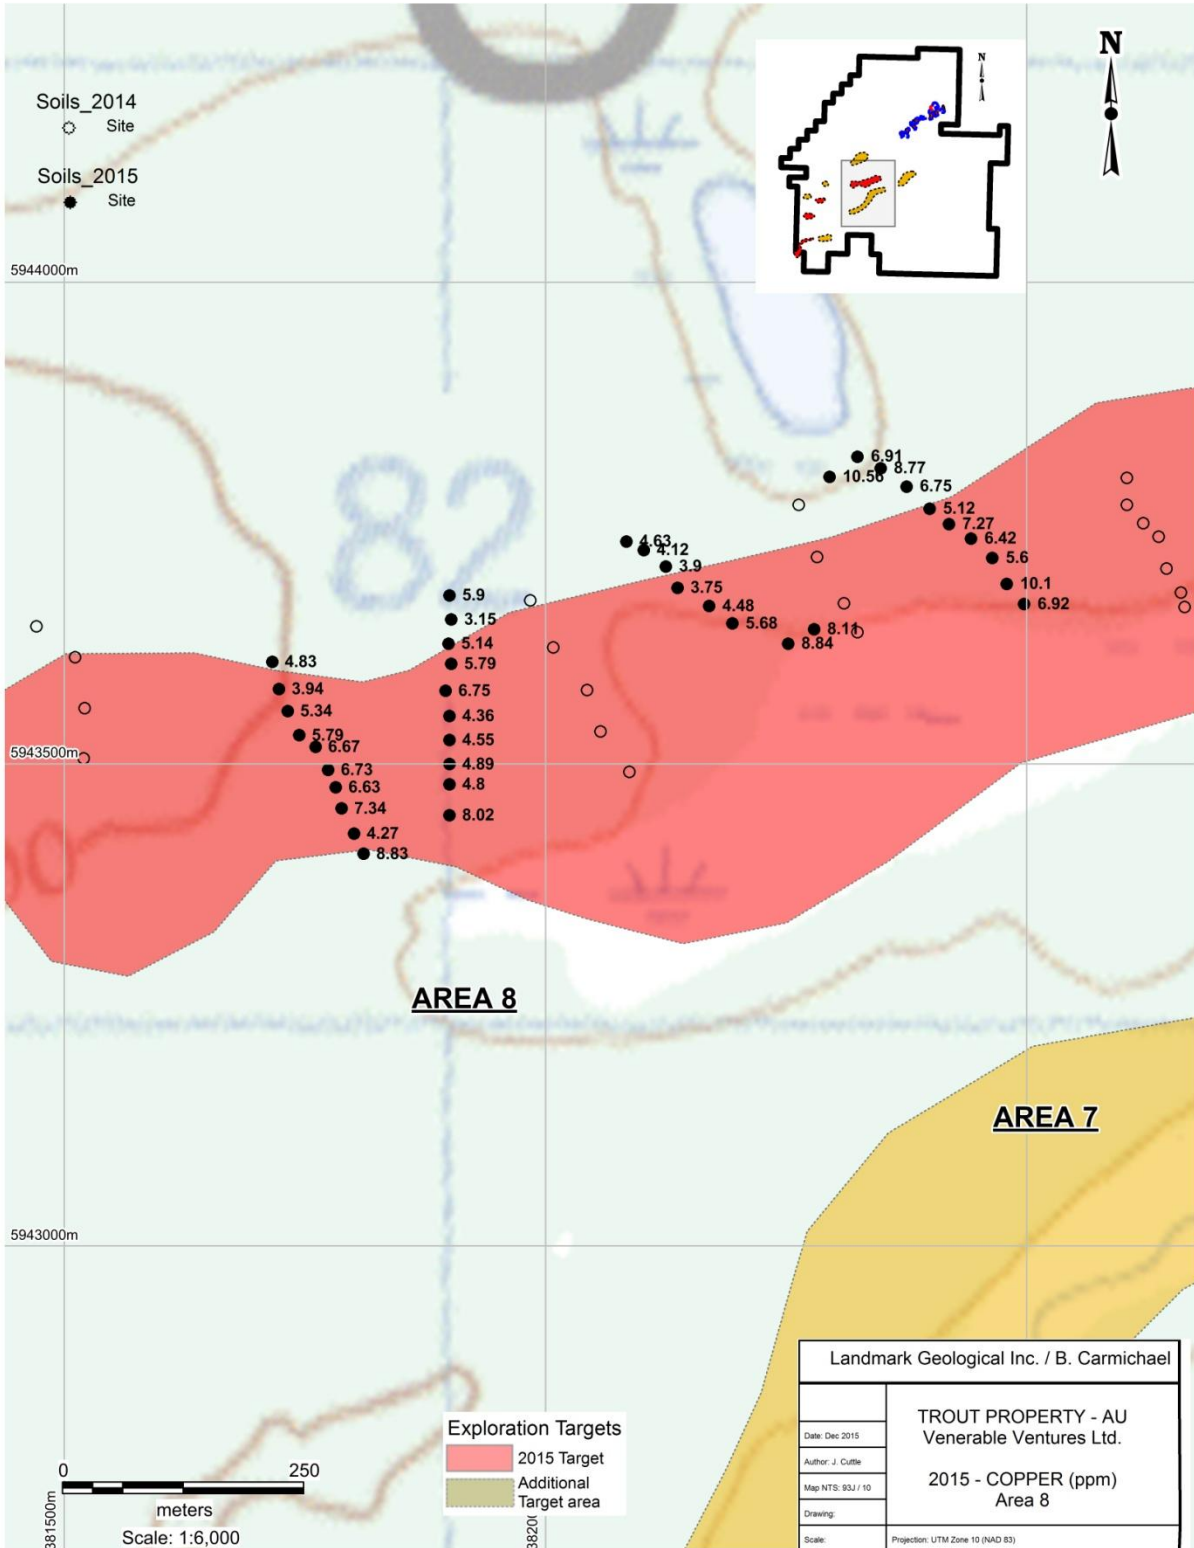 N
N
Soils_2014
Site
Soils_2015
Site
5944000m
82
6.91
8.77
10.56
6.75
5.12
7.27
6.42
5.6
10.1
6.92
4.63
4.12
3.9
3.75
4.48
5.68
8.11
8.84
5.9
3.15
5.14
5.79
6.75
4.36
4.55
4.89
4.8
8.02
4.83
3.94
5.34
5.79
6.67
6.73
6.63
7.34
4.27
8.83
5943500m
00
AREA 8
AREA 7
5943000m
Exploration Targets
2015 Target
Additional
Target area
0 250
meters
Scale: 1:6,000
381500m
Landmark Geological Inc. / B. Carmichael
TROUT PROPERTY - AU
Venerable Ventures Ltd.
2015 - COPPER (ppm)
Area 8
Date: Dec 2015
Author: J. Cuttle
Map NTS: 93J / 10
Drawing:
Scale:
Projection: UTM Zone 10 (NAD 83)